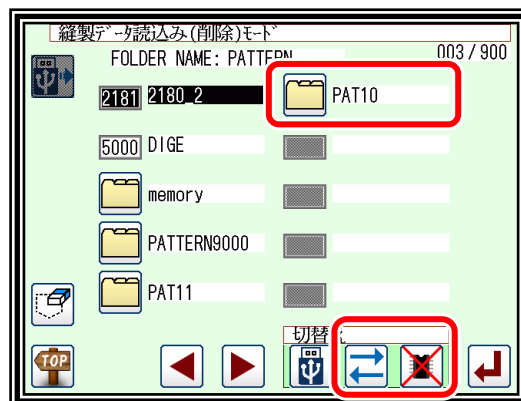 縫製ﾃﾞｰﾀ読込み(削除)ﾓｰﾄﾞ
FOLDER NAME: PATTERN
003 / 900
2181 2180_2
PAT10
5000 DIGE
memory
PATTERN9000
PAT11
切替
TOP